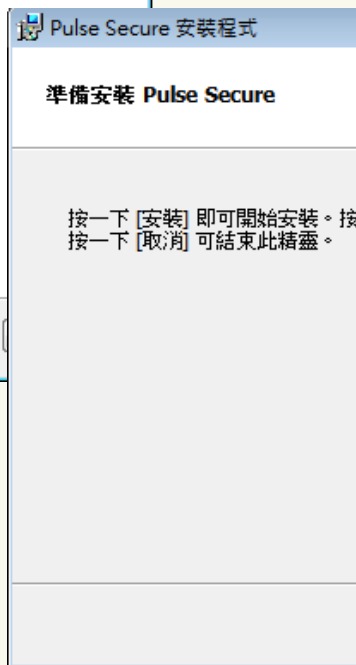 Pulse Secure 安裝程式
準備安裝 Pulse Secure
按一下 [安裝] 即可開始安裝。按
按一下 [取消] 可結束此精靈。